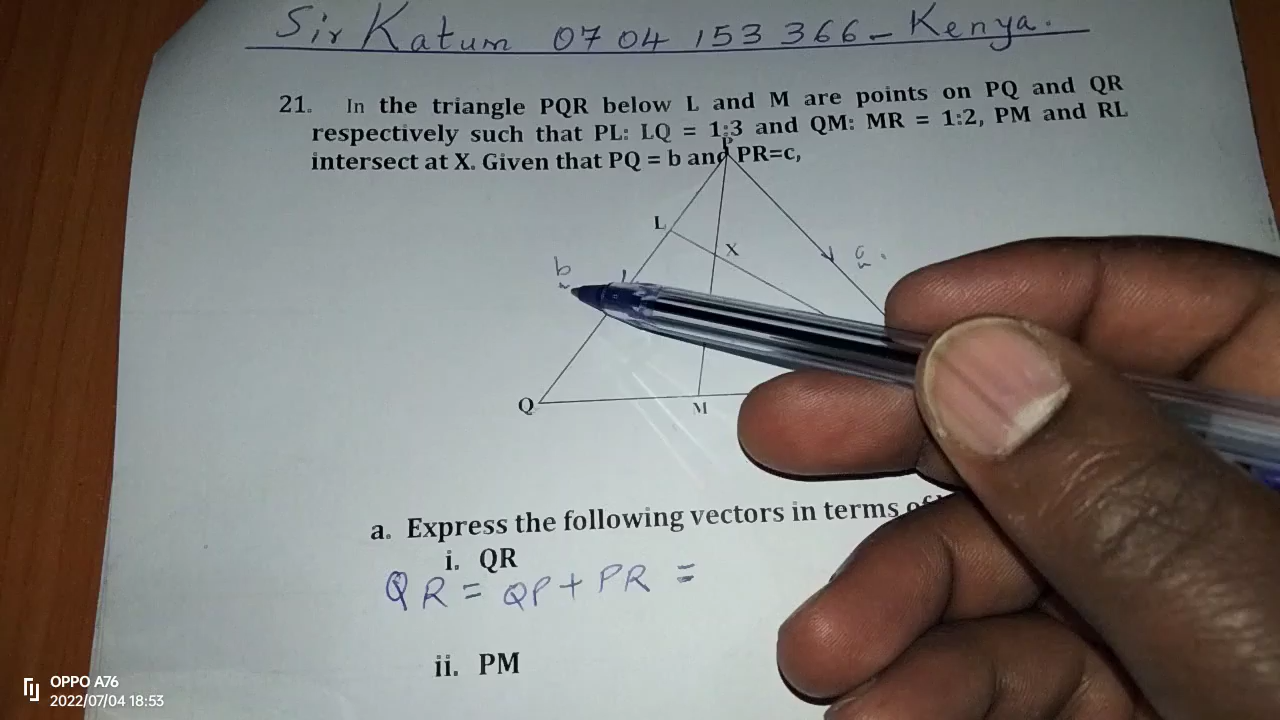 Sir Katum 0704 153 366 - Kenya.
21. In the triangle PQR below L and M are points on PQ and QR
respectively such that PL: LQ = 1:3 and QM: MR = 1:2, PM and RL
intersect at X. Given that PQ = b and PR=c,
P
L
X
b
c
Q
M
a. Express the following vectors in terms of
i. QR
QR = QP + PR =
ii. PM
OPPO A76
2022/07/04 18:53